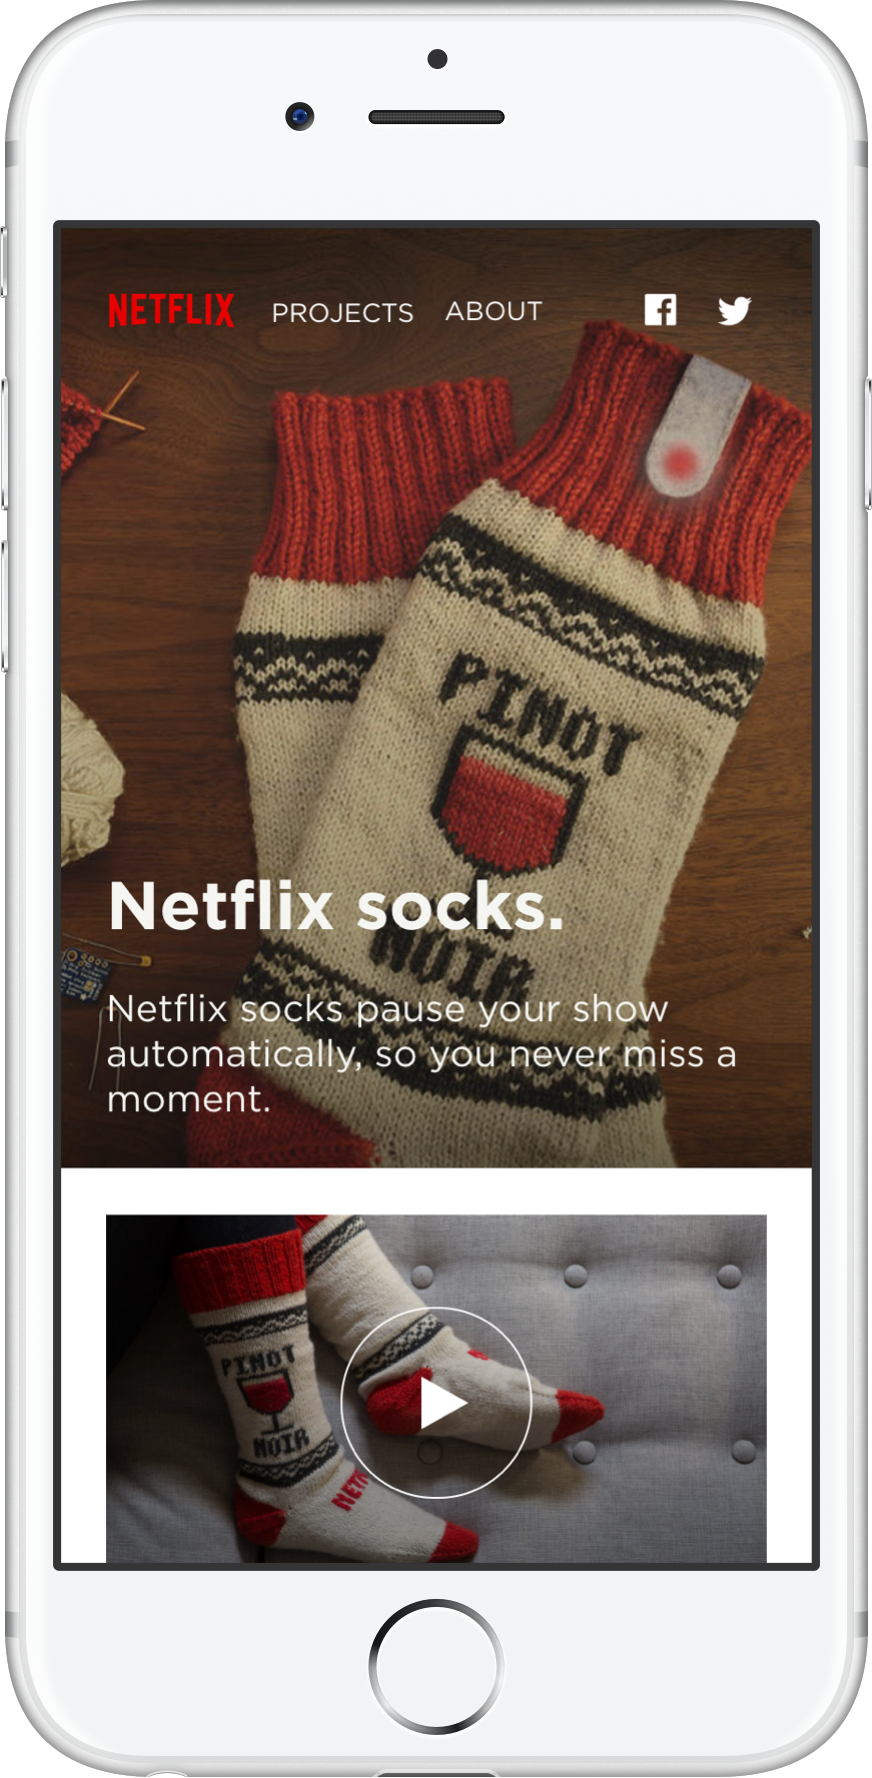 NETFLIX PROJECTS ABOUT
PINOT
Netflix socks.
NOIR
Netflix socks pause your show
automatically, so you never miss a
moment.
PINOT
NOIR
NETF